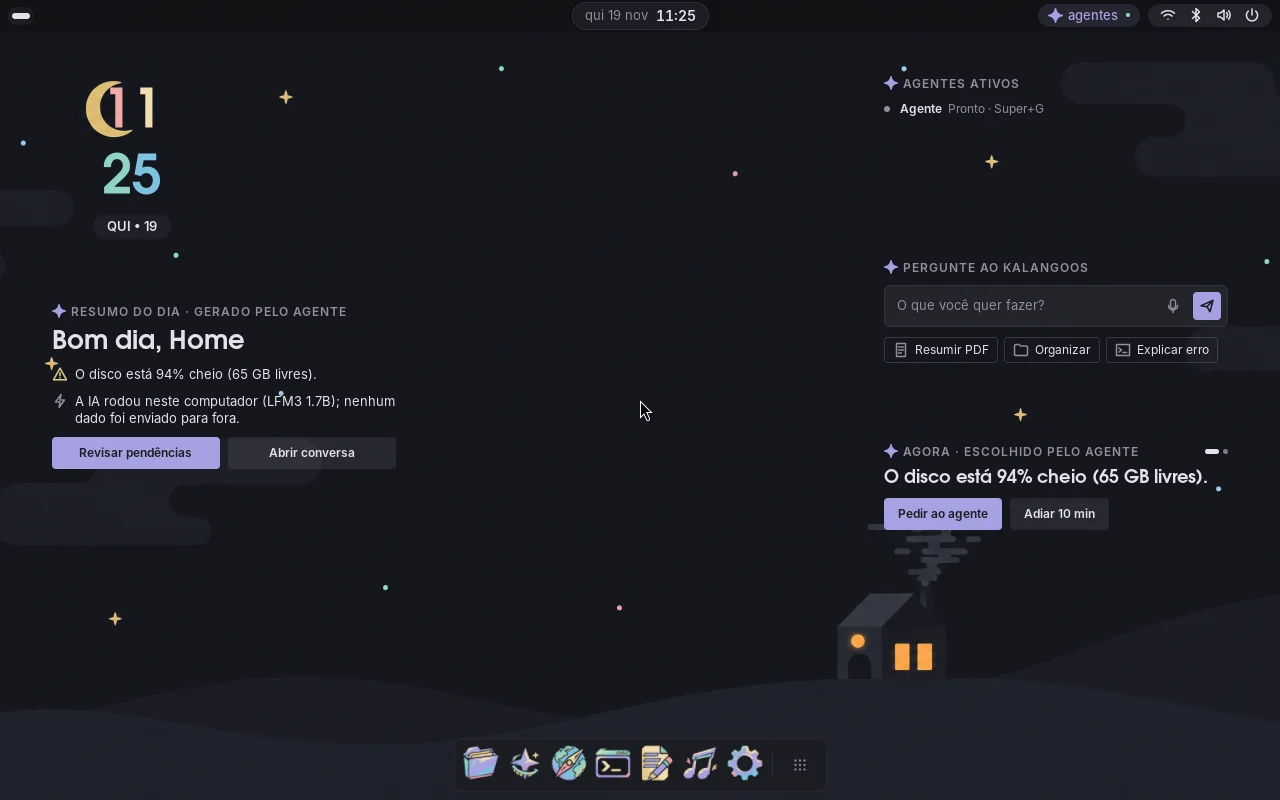 qui 19 nov 11:25
agentes
11
25
QUI • 19
RESUMO DO DIA · GERADO PELO AGENTE
Bom dia, Home
O disco está 94% cheio (65 GB livres).
A IA rodou neste computador (LFM3 1.7B); nenhum
dado foi enviado para fora.
Revisar pendências
Abrir conversa
AGENTES ATIVOS
Agente Pronto · Super+G
PERGUNTE AO KALANGOOS
O que você quer fazer?
Resumir PDF
Organizar
Explicar erro
AGORA · ESCOLHIDO PELO AGENTE
O disco está 94% cheio (65 GB livres).
Pedir ao agente
Adiar 10 min